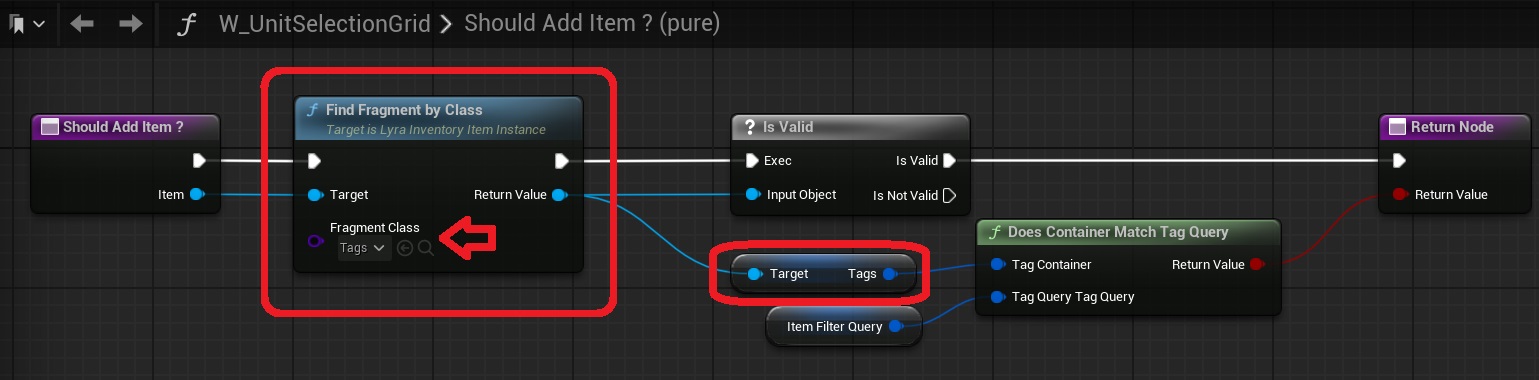 W_UnitSelectionGrid > Should Add Item ? (pure)
Should Add Item ?
Item
f Find Fragment by Class
Target is Lyra Inventory Item Instance
Target
Return Value
Fragment Class
Tags
? Is Valid
Exec
Is Valid
Input Object
Is Not Valid
Target
Tags
Item Filter Query
f Does Container Match Tag Query
Tag Container
Return Value
Tag Query Tag Query
Return Node
Return Value